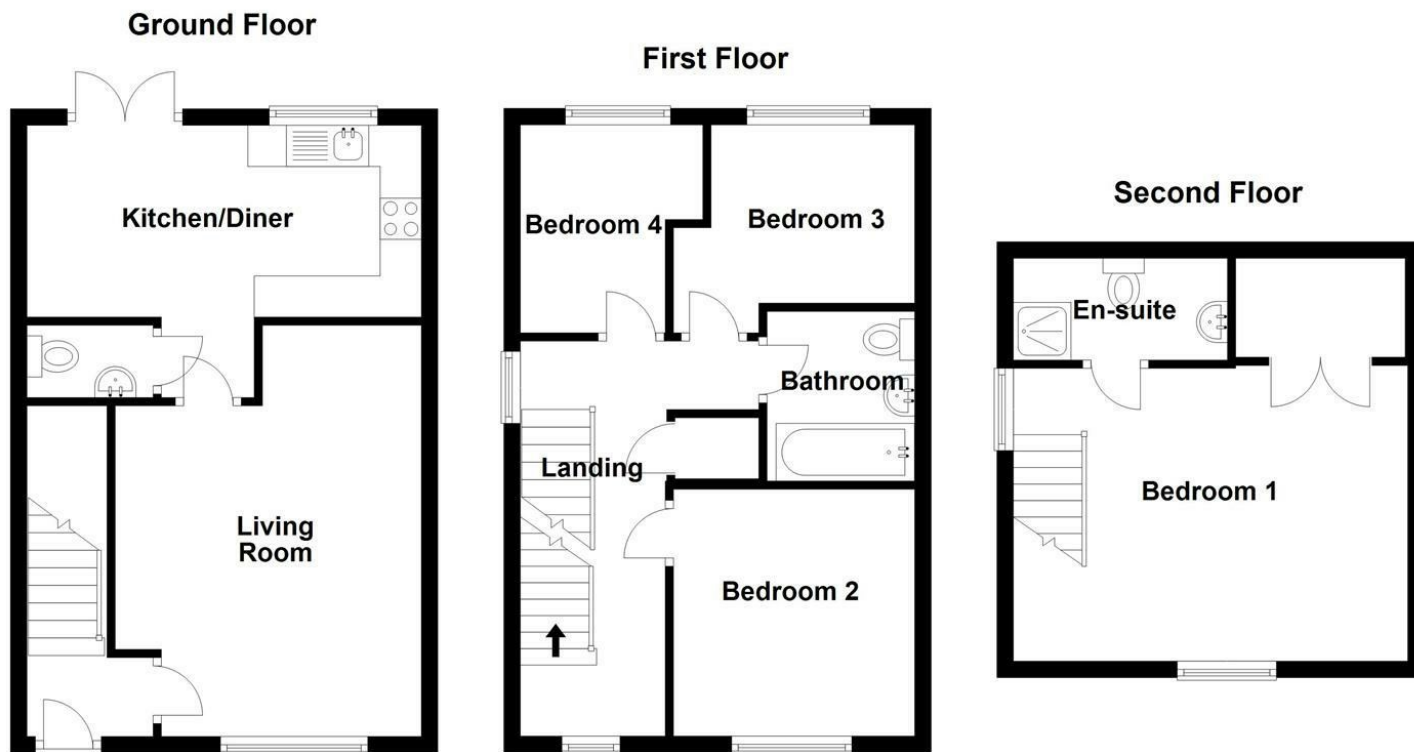 Ground Floor
Kitchen/Diner
Living
Room
First Floor
Bedroom 4
Bedroom 3
Bathroom
Landing
Bedroom 2
Second Floor
En-suite
Bedroom 1